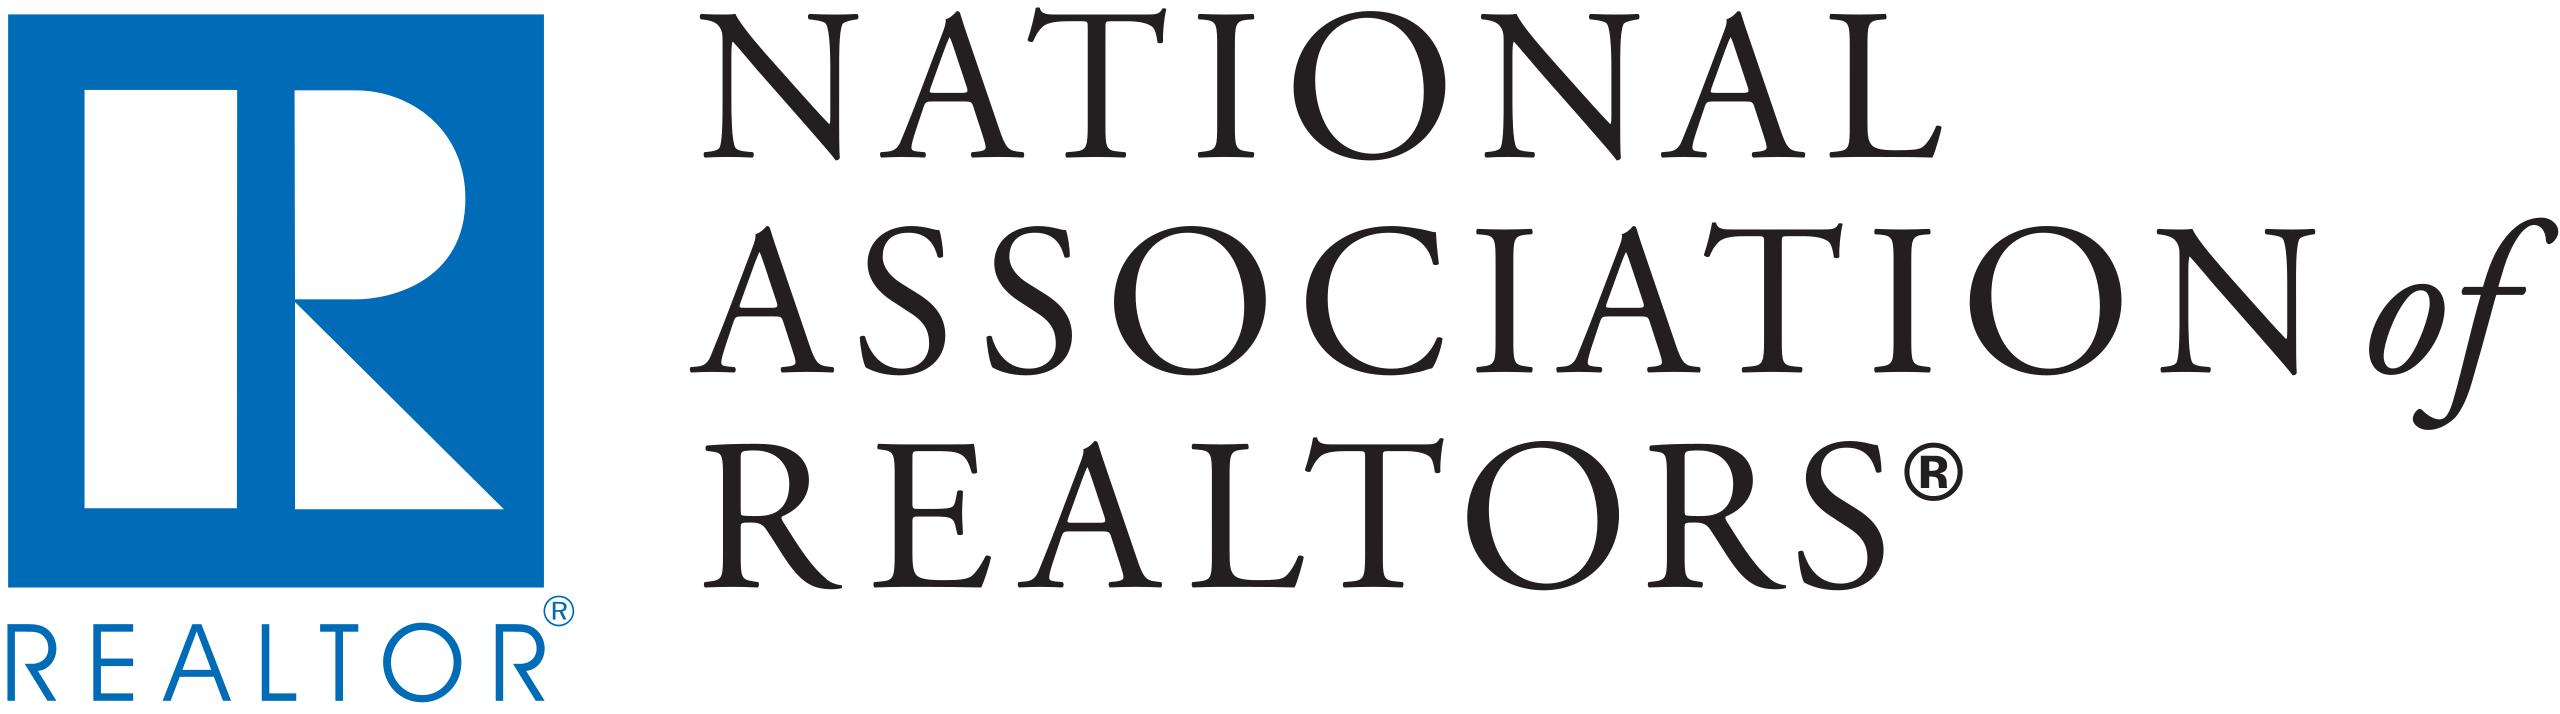 R
REALTOR®
NATIONAL
ASSOCIATION of
REALTORS®